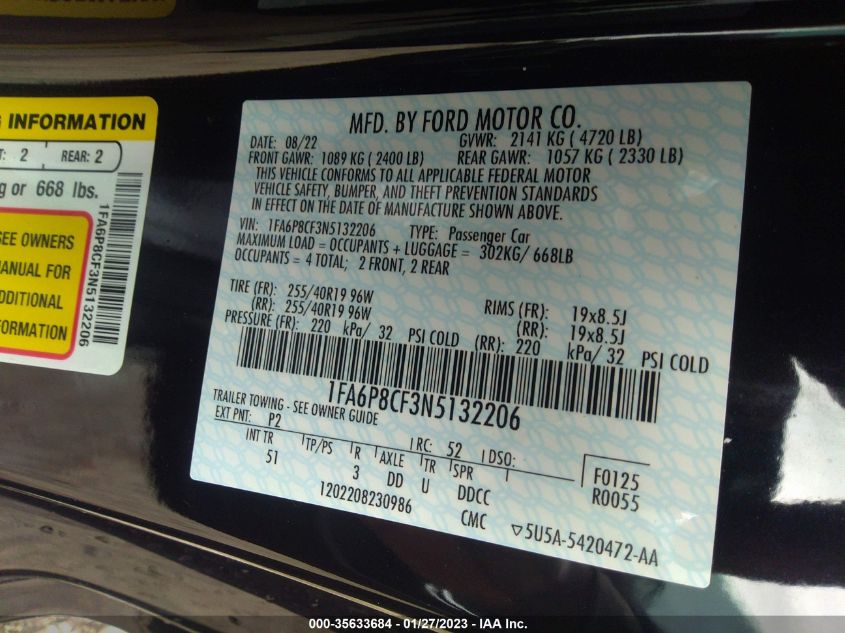 INFORMATION
2 REAR: 2
or 668 lbs.
SEE OWNERS
MANUAL FOR
ADDITIONAL
INFORMATION
1FA6P8CF3N5132206
MFD. BY FORD MOTOR CO.
DATE: 08/22 GVWR: 2141 KG ( 4720 LB)
FRONT GAWR: 1089 KG ( 2400 LB) REAR GAWR: 1057 KG ( 2330 LB)
THIS VEHICLE CONFORMS TO ALL APPLICABLE FEDERAL MOTOR
VEHICLE SAFETY, BUMPER, AND THEFT PREVENTION STANDARDS
IN EFFECT ON THE DATE OF MANUFACTURE SHOWN ABOVE.
VIN: 1FA6P8CF3N5132206 TYPE: Passenger Car
MAXIMUM LOAD = OCCUPANTS + LUGGAGE = 302KG/ 668LB
OCCUPANTS = 4 TOTAL; 2 FRONT, 2 REAR
TIRE (FR): 255/40R19 96W RIMS (FR): 19x8.5J
(RR): 255/40R19 96W (RR): 19x8.5J
PRESSURE (FR): 220 kPa/ 32 PSI COLD (RR): 220 kPa/ 32 PSI COLD
1FA6P8CF3N5132206
TRAILER TOWING - SEE OWNER GUIDE
EXT PNT: P2 RC: 52 DSO:
INT TR TP/PS R AXLE TR SPR F0125
51 3 DD U DDCC R0055
1202208230986 CMC ▽5U5A-5420472-AA
000-35633684 - 01/27/2023 - IAA Inc.